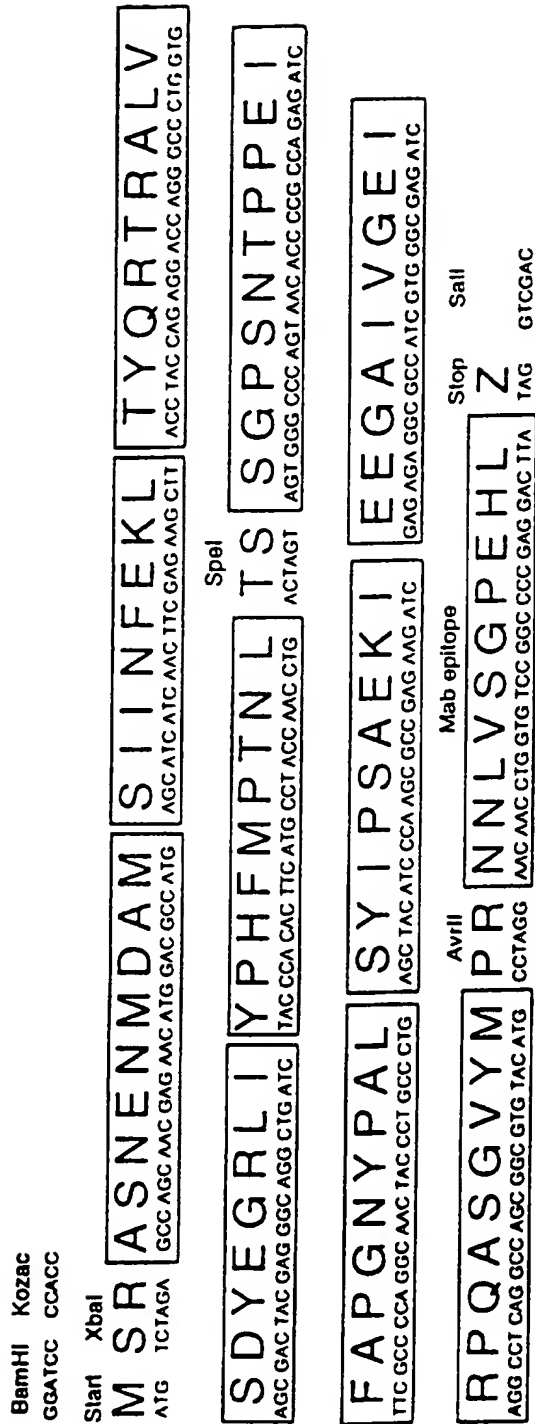 BamHI Kozac
GGATCC CCACC
Start XbaI
M SR ASNENMDAM SIINFEKL TYQRTRALV
ATG TCTAGA GCC AGC AAC GAG AAC ATG GAC GCC ATG AGC ATC ATC AAC TTC GAG AAG CTT ACC TAC CAG AGG ACC AGG GCC CTG GTG
SpeI
SDYEGRLI YPHFMPTNL TS SGPSNTPPEI
AGC GAC TAC GAG GGC AGG CTG ATC TAC CCA CAC TTC ATG CCT ACC AAC CTG ACTAGT AGT GGG CCC AGT AAC ACC CCG CCA GAG ATC
FAPGNYPAL SYIPSAEKI EEGAIVGEI
TTC GCC CCA GGC AAC TAC CCT GCC CTG AGC TAC ATC CCA AGC GCC GAG AAG ATC GAG AGA GGC GCC ATC GTG GGC GAG ATC
AvrII Mab epitope Stop SalI
RPQASGVYM PR NNLVSGPEHL Z
AGG CCT CAG GCC AGC GGC GTG TAC ATG CCTAGG AAC AAC CTG GTG TCC GGC CCC GAG GAC TTA TAG GTCGAC